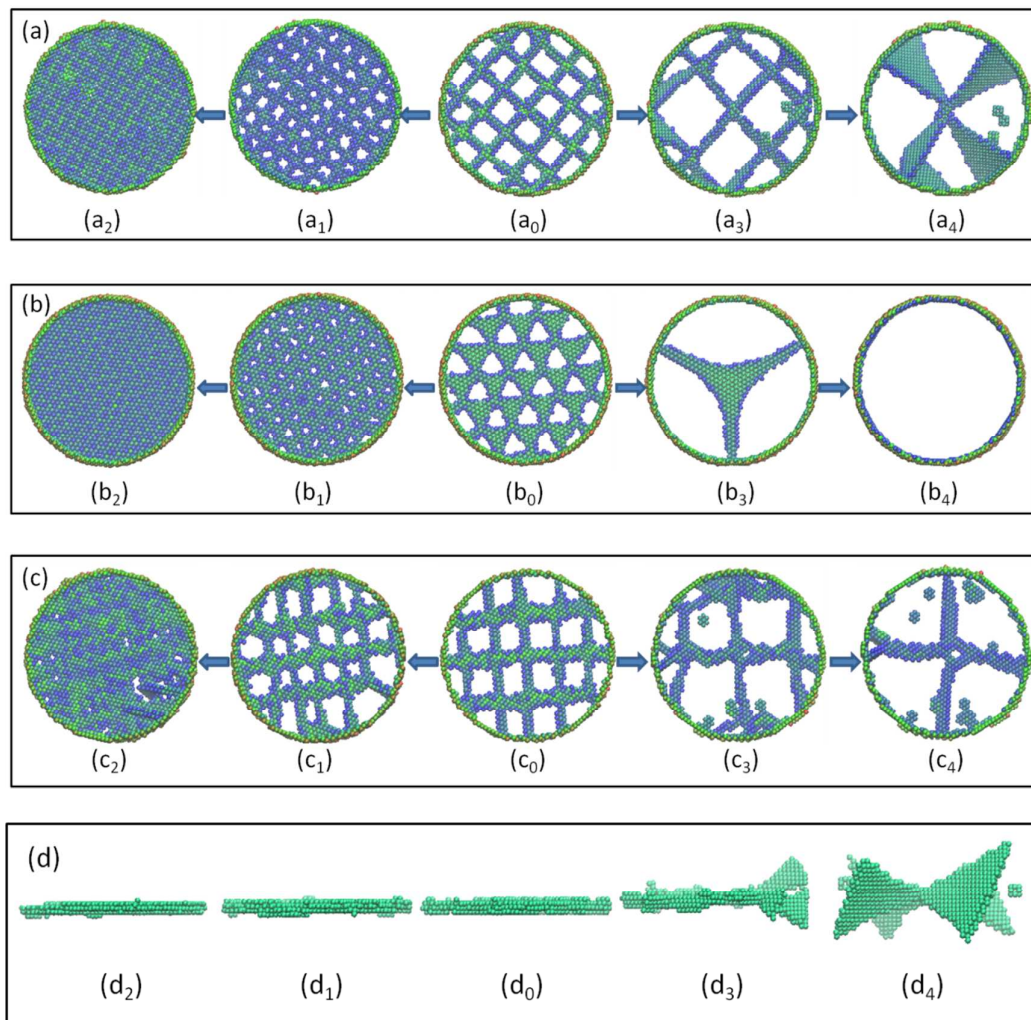 (a)
(a₂) (a₁) (a₀) (a₃) (a₄)
(b)
(b₂) (b₁) (b₀) (b₃) (b₄)
(c)
(c₂) (c₁) (c₀) (c₃) (c₄)
(d)
(d₂) (d₁) (d₀) (d₃) (d₄)